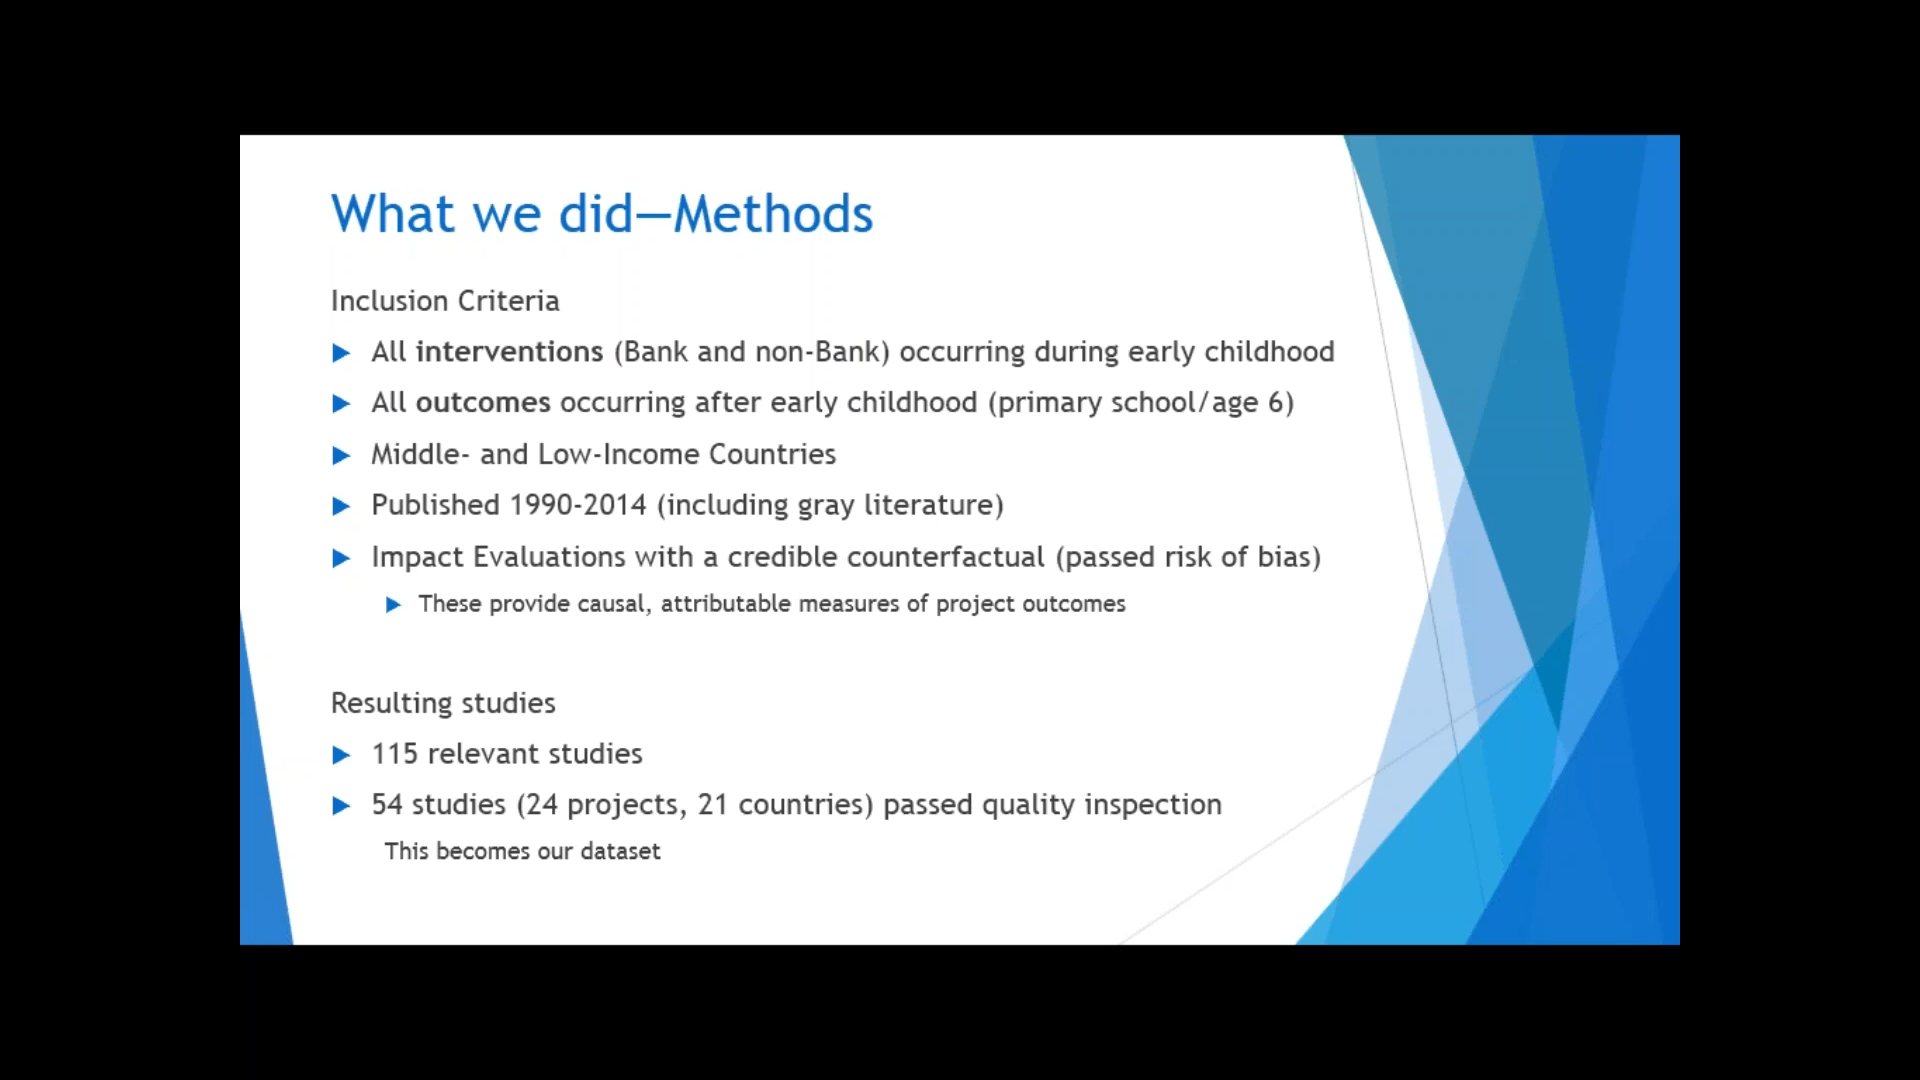 What we did—Methods
Inclusion Criteria
All interventions (Bank and non-Bank) occurring during early childhood
All outcomes occurring after early childhood (primary school/age 6)
Middle- and Low-Income Countries
Published 1990-2014 (including gray literature)
Impact Evaluations with a credible counterfactual (passed risk of bias)
These provide causal, attributable measures of project outcomes
Resulting studies
115 relevant studies
54 studies (24 projects, 21 countries) passed quality inspection
This becomes our dataset